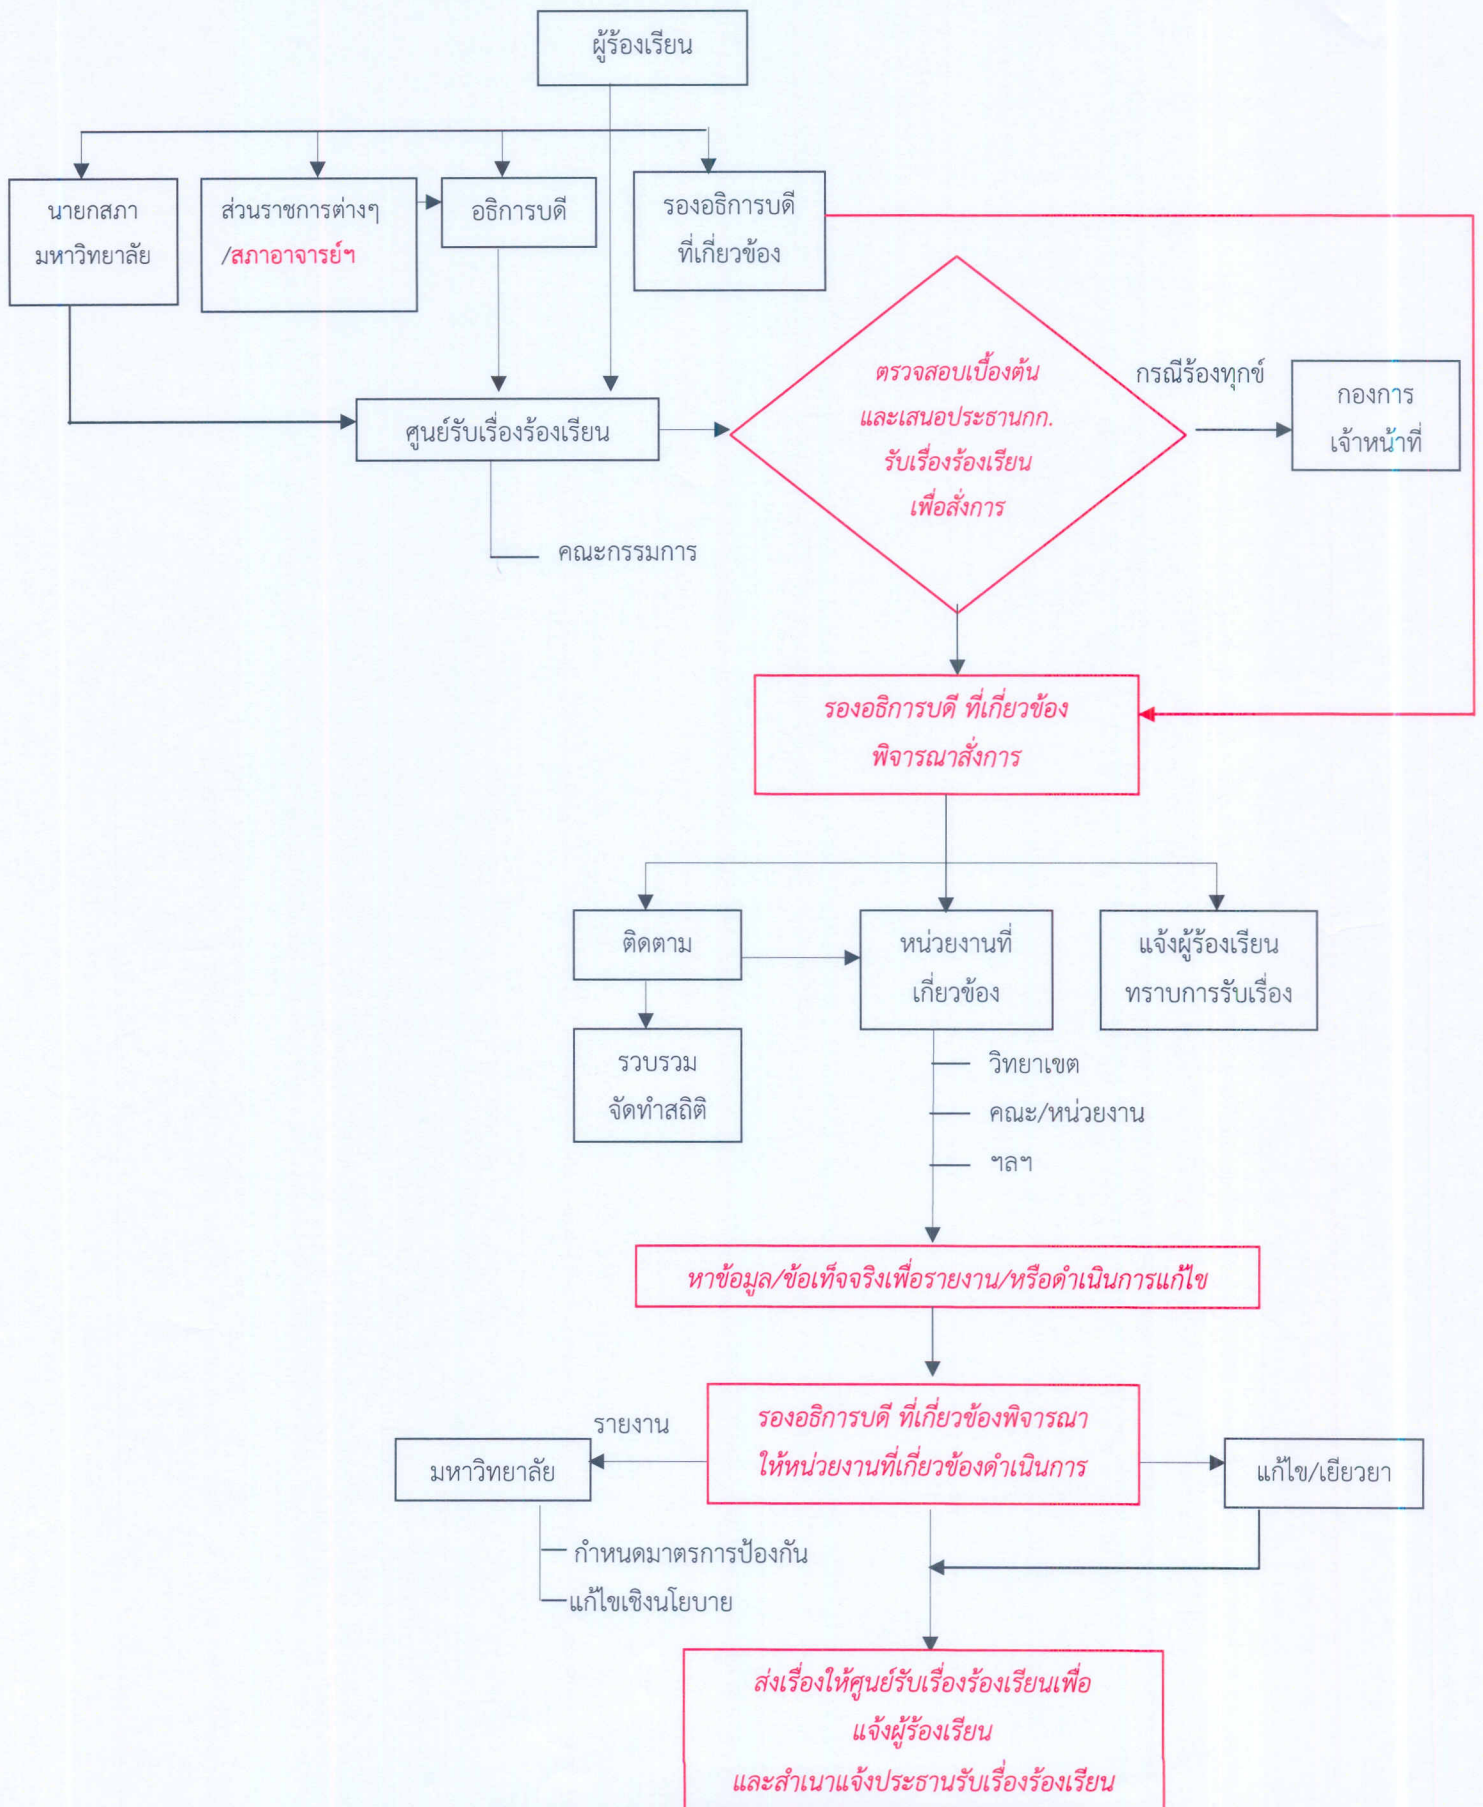 ผู้ร้องเรียน
นายกสภา
มหาวิทยาลัย
ส่วนราชการต่างๆ
/สภาอาจารย์ฯ
อธิการบดี
รองอธิการบดี
ที่เกี่ยวข้อง
ศูนย์รับเรื่องร้องเรียน
คณะกรรมการ
ตรวจสอบเบื้องต้น
และเสนอประธานกก.
รับเรื่องร้องเรียน
เพื่อสั่งการ
กรณีร้องทุกข์
กองการ
เจ้าหน้าที่
รองอธิการบดี ที่เกี่ยวข้อง
พิจารณาสั่งการ
ติดตาม
หน่วยงานที่
เกี่ยวข้อง
แจ้งผู้ร้องเรียน
ทราบการรับเรื่อง
รวบรวม
จัดทำสถิติ
วิทยาเขต
คณะ/หน่วยงาน
ฯลฯ
หาข้อมูล/ข้อเท็จจริงเพื่อรายงาน/หรือดำเนินการแก้ไข
รองอธิการบดี ที่เกี่ยวข้องพิจารณา
ให้หน่วยงานที่เกี่ยวข้องดำเนินการ
รายงาน
มหาวิทยาลัย
กำหนดมาตรการป้องกัน
แก้ไขเชิงนโยบาย
แก้ไข/เยียวยา
ส่งเรื่องให้ศูนย์รับเรื่องร้องเรียนเพื่อ
แจ้งผู้ร้องเรียน
และสำเนาแจ้งประธานรับเรื่องร้องเรียน